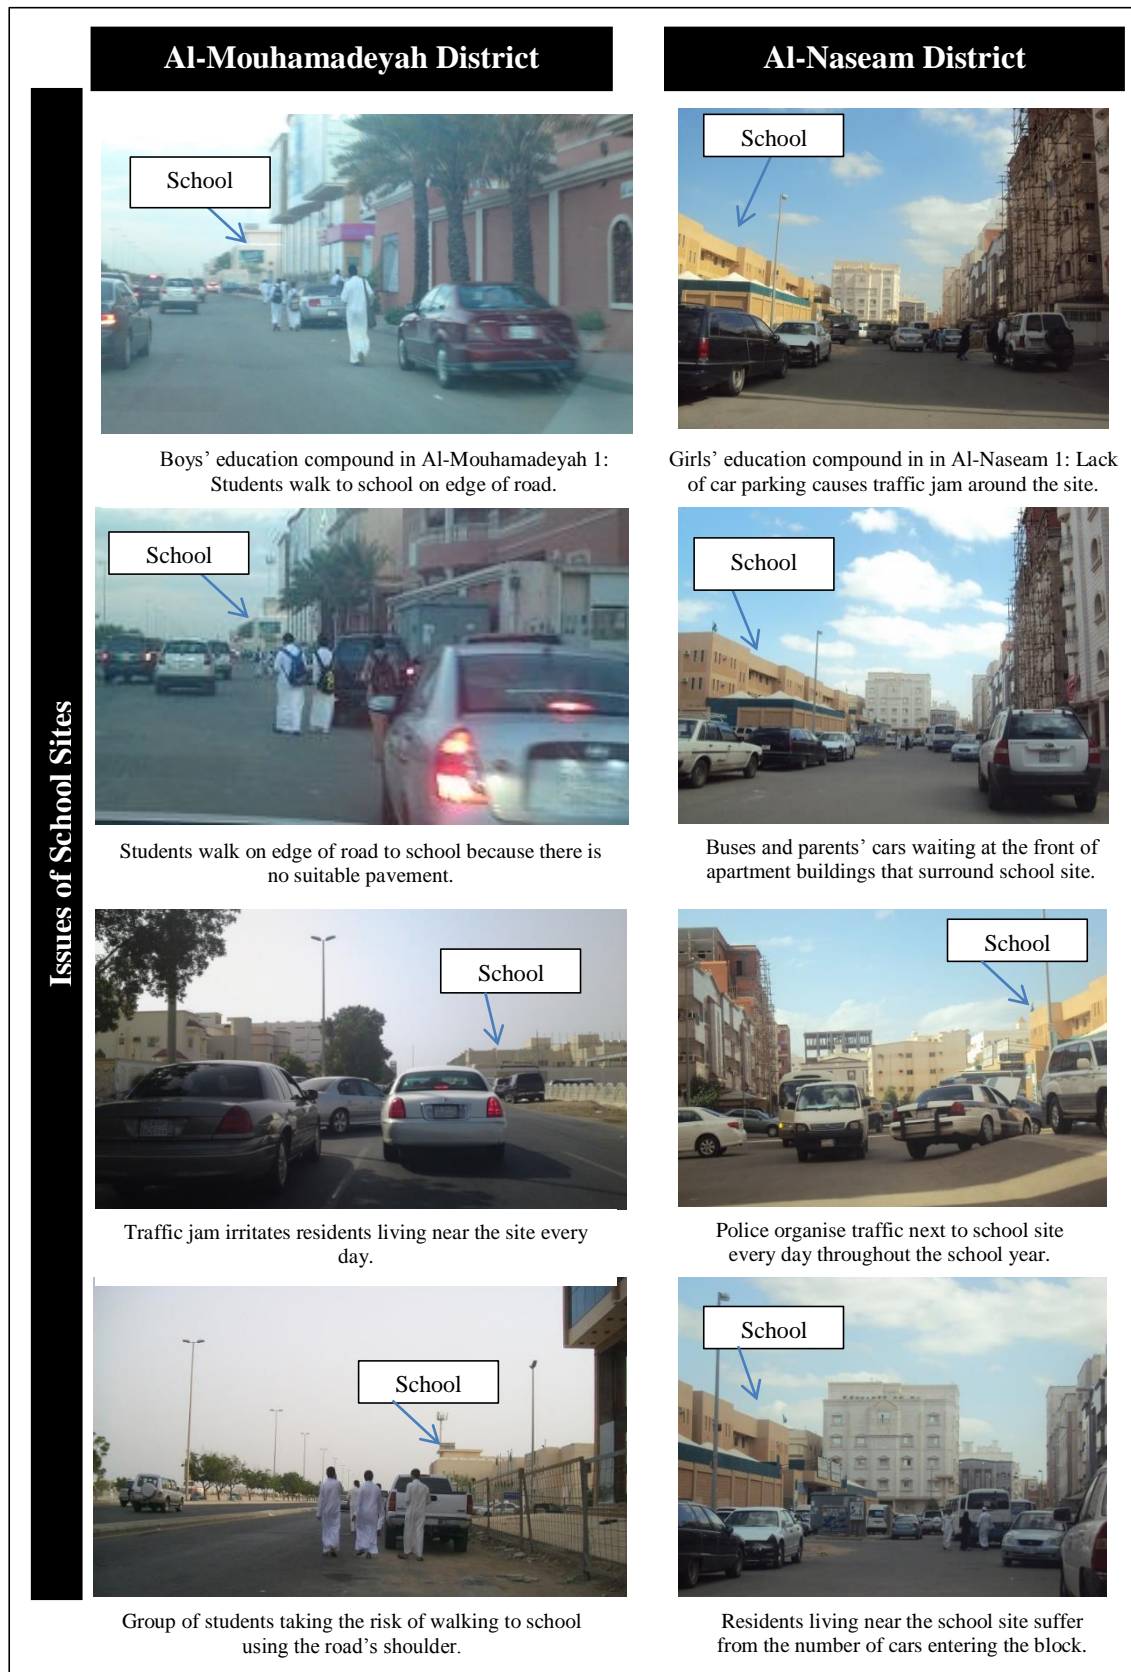 Al-Mouhamadeyah District
Al-Naseam District
Issues of School Sites
School
School
Boys’ education compound in Al-Mouhamadeyah 1:
Students walk to school on edge of road.
Girls’ education compound in in Al-Naseam 1: Lack
of car parking causes traffic jam around the site.
School
School
Students walk on edge of road to school because there is
no suitable pavement.
Buses and parents’ cars waiting at the front of
apartment buildings that surround school site.
School
School
Traffic jam irritates residents living near the site every
day.
Police organise traffic next to school site
every day throughout the school year.
School
School
Group of students taking the risk of walking to school
using the road’s shoulder.
Residents living near the school site suffer
from the number of cars entering the block.